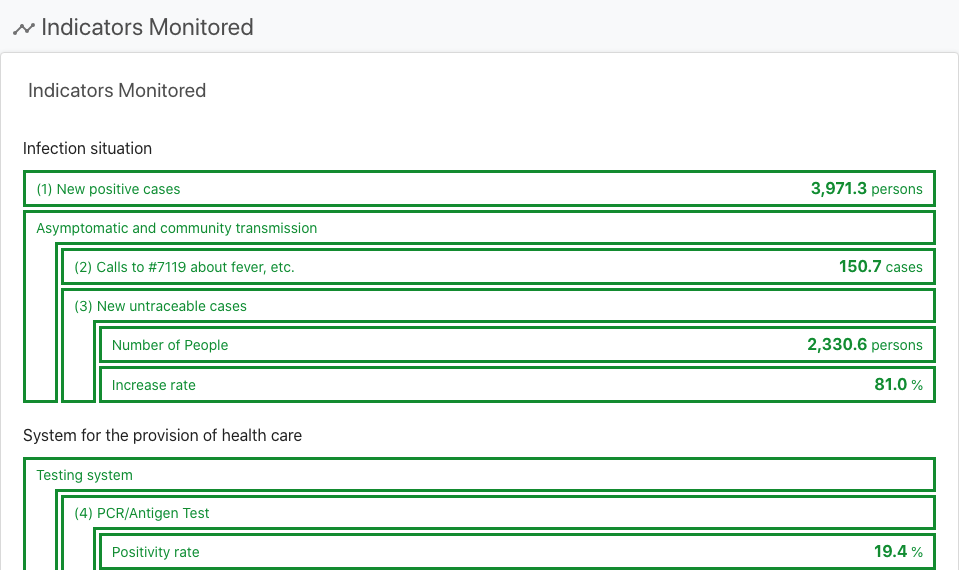 Indicators Monitored
Indicators Monitored
Infection situation
(1) New positive cases 3,971.3 persons
Asymptomatic and community transmission
(2) Calls to #7119 about fever, etc. 150.7 cases
(3) New untraceable cases
Number of People 2,330.6 persons
Increase rate 81.0 %
System for the provision of health care
Testing system
(4) PCR/Antigen Test
Positivity rate 19.4 %